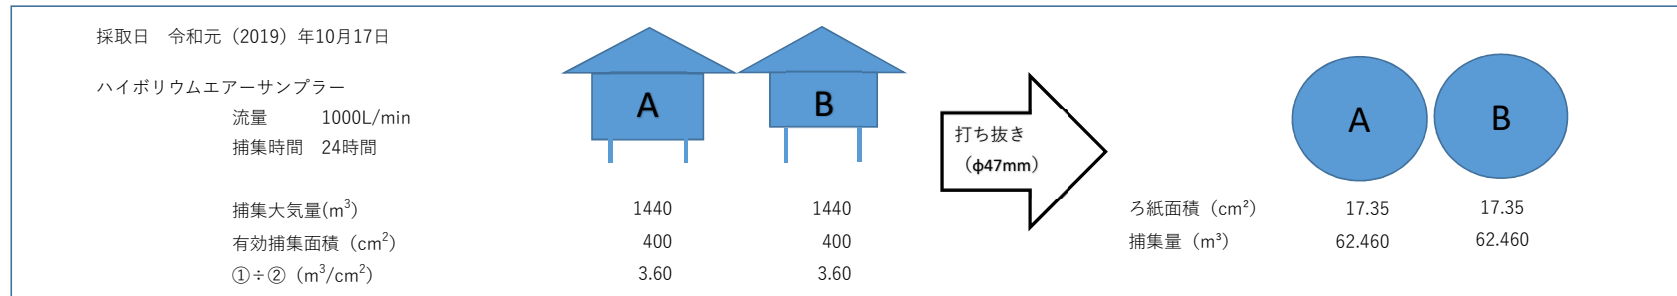 採取日　令和元（2019）年10月17日
ハイボリウムエアーサンプラー
流量　1000L/min
捕集時間　24時間
A
B
打ち抜き
（φ47mm）
A
B
捕集大気量(m³)　1440　1440
有効捕集面積（cm²）　400　400
①÷②（m³/cm²）　3.60　3.60
ろ紙面積（cm²）　17.35　17.35
捕集量（m³）　62.460　62.460